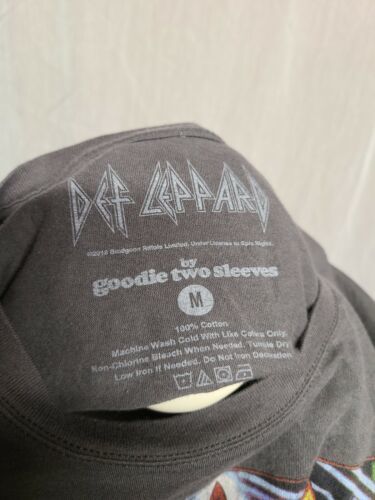 DEF LEPPARD
©2018 Bludgeon Riffola Limited. Under License to Epic Rights.
by
goodie two sleeves
M
100% Cotton
Machine Wash Cold With Like Colors Only.
Non-Chlorine Bleach When Needed. Tumble Dry
Low Iron If Needed. Do Not Iron Decoration